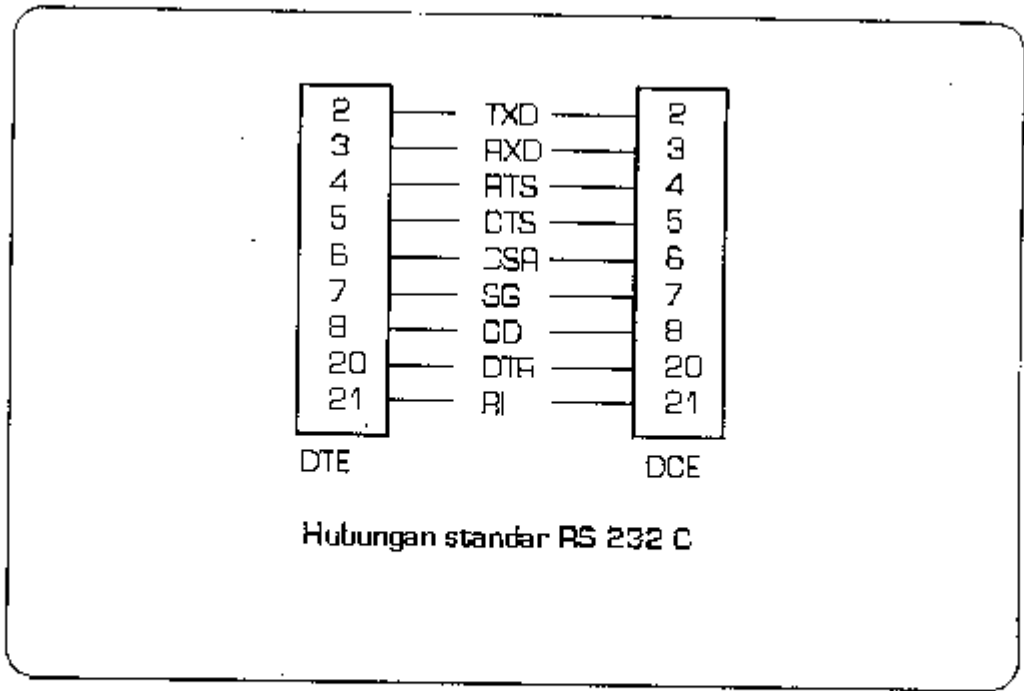 2 TXD 2
3 RXD 3
4 RTS 4
5 CTS 5
6 DSR 6
7 SG 7
8 CD 8
20 DTR 20
21 RI 21
DTE DCE
Hubungan standar RS 232 C